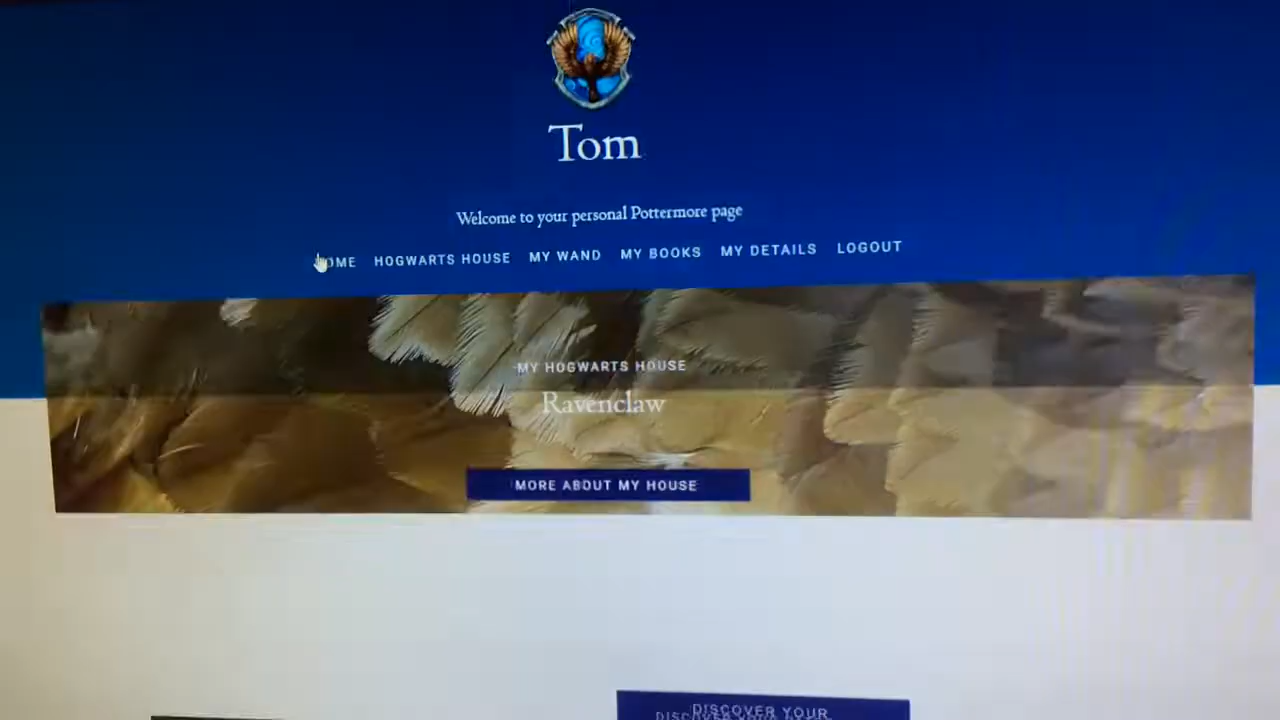 Tom
Welcome to your personal Pottermore page
HOME HOGWARTS HOUSE MY WAND MY BOOKS MY DETAILS LOGOUT
MY HOGWARTS HOUSE
Ravenclaw
MORE ABOUT MY HOUSE
DISCOVER YOUR